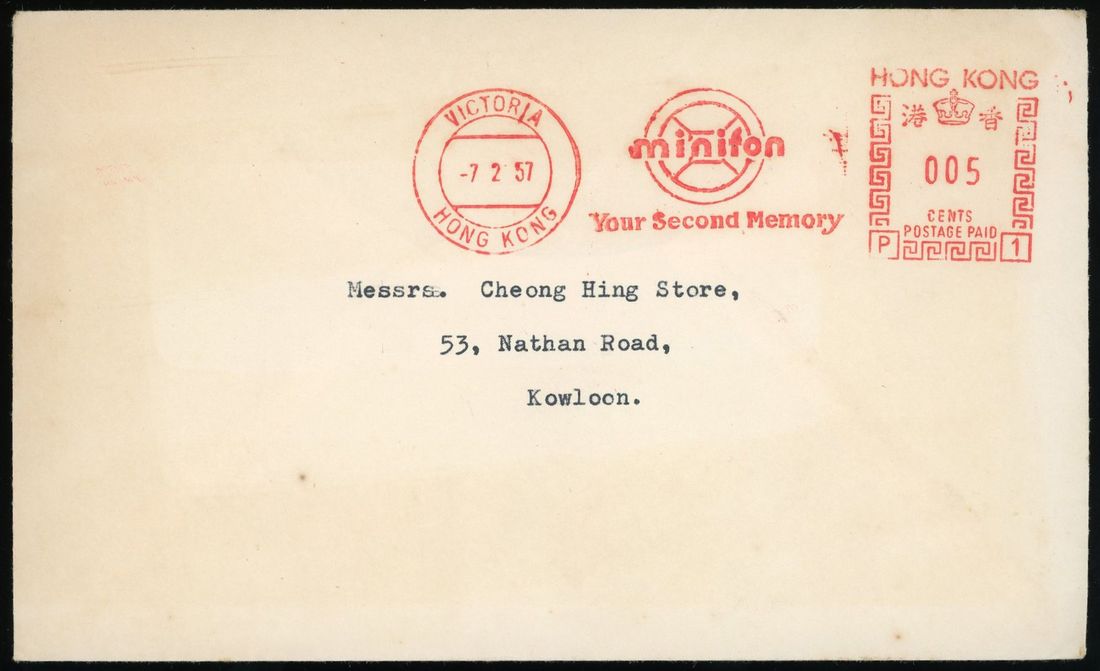 VICTORIA
-7 2 57
HONG KONG
minifon
Your Second Memory
HONG KONG
港 香
005
CENTS
POSTAGE PAID
P 1
Messrs. Cheong Hing Store,
53, Nathan Road,
Kowloon.